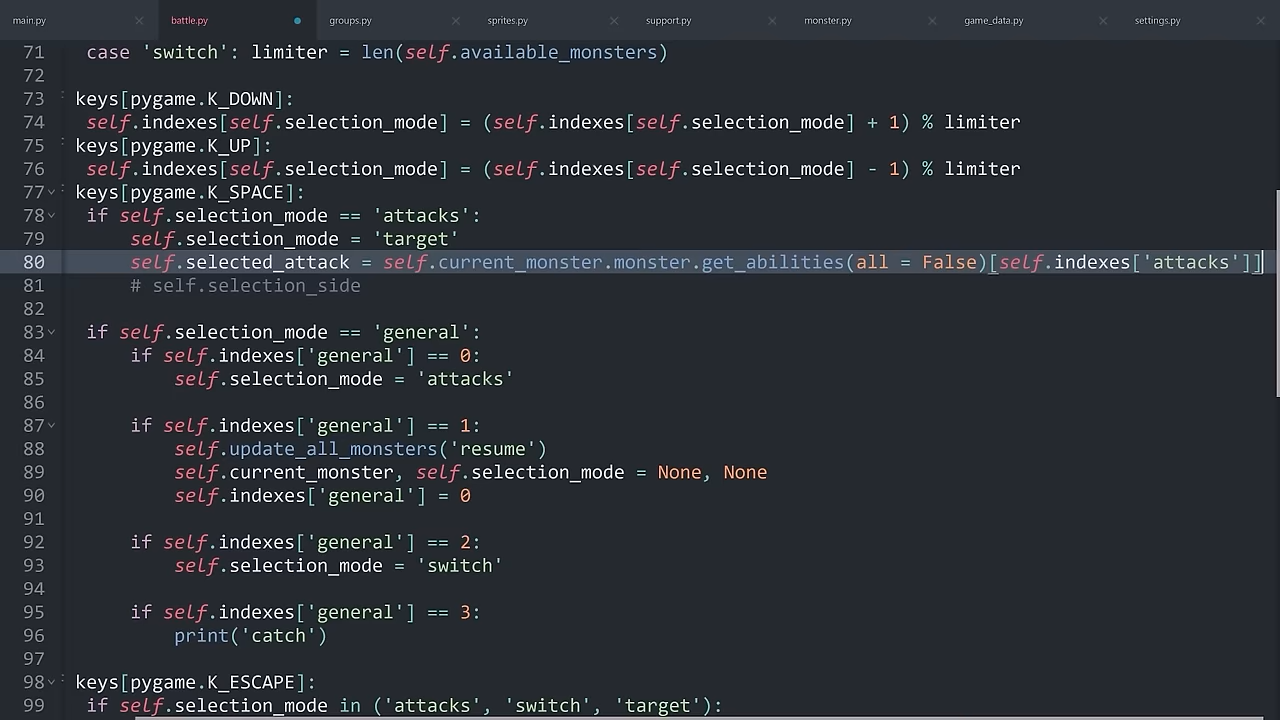 main.py battle.py groups.py sprites.py support.py monster.py game_data.py settings.py
71 case 'switch': limiter = len(self.available_monsters)
72
73 keys[pygame.K_DOWN]:
74 self.indexes[self.selection_mode] = (self.indexes[self.selection_mode] + 1) % limiter
75 keys[pygame.K_UP]:
76 self.indexes[self.selection_mode] = (self.indexes[self.selection_mode] - 1) % limiter
77 keys[pygame.K_SPACE]:
78 if self.selection_mode == 'attacks':
79 self.selection_mode = 'target'
80 self.selected_attack = self.current_monster.monster.get_abilities(all = False)[self.indexes['attacks']]
81 # self.selection_side
82
83 if self.selection_mode == 'general':
84 if self.indexes['general'] == 0:
85 self.selection_mode = 'attacks'
86
87 if self.indexes['general'] == 1:
88 self.update_all_monsters('resume')
89 self.current_monster, self.selection_mode = None, None
90 self.indexes['general'] = 0
91
92 if self.indexes['general'] == 2:
93 self.selection_mode = 'switch'
94
95 if self.indexes['general'] == 3:
96 print('catch')
97
98 keys[pygame.K_ESCAPE]:
99 if self.selection_mode in ('attacks', 'switch', 'target'):